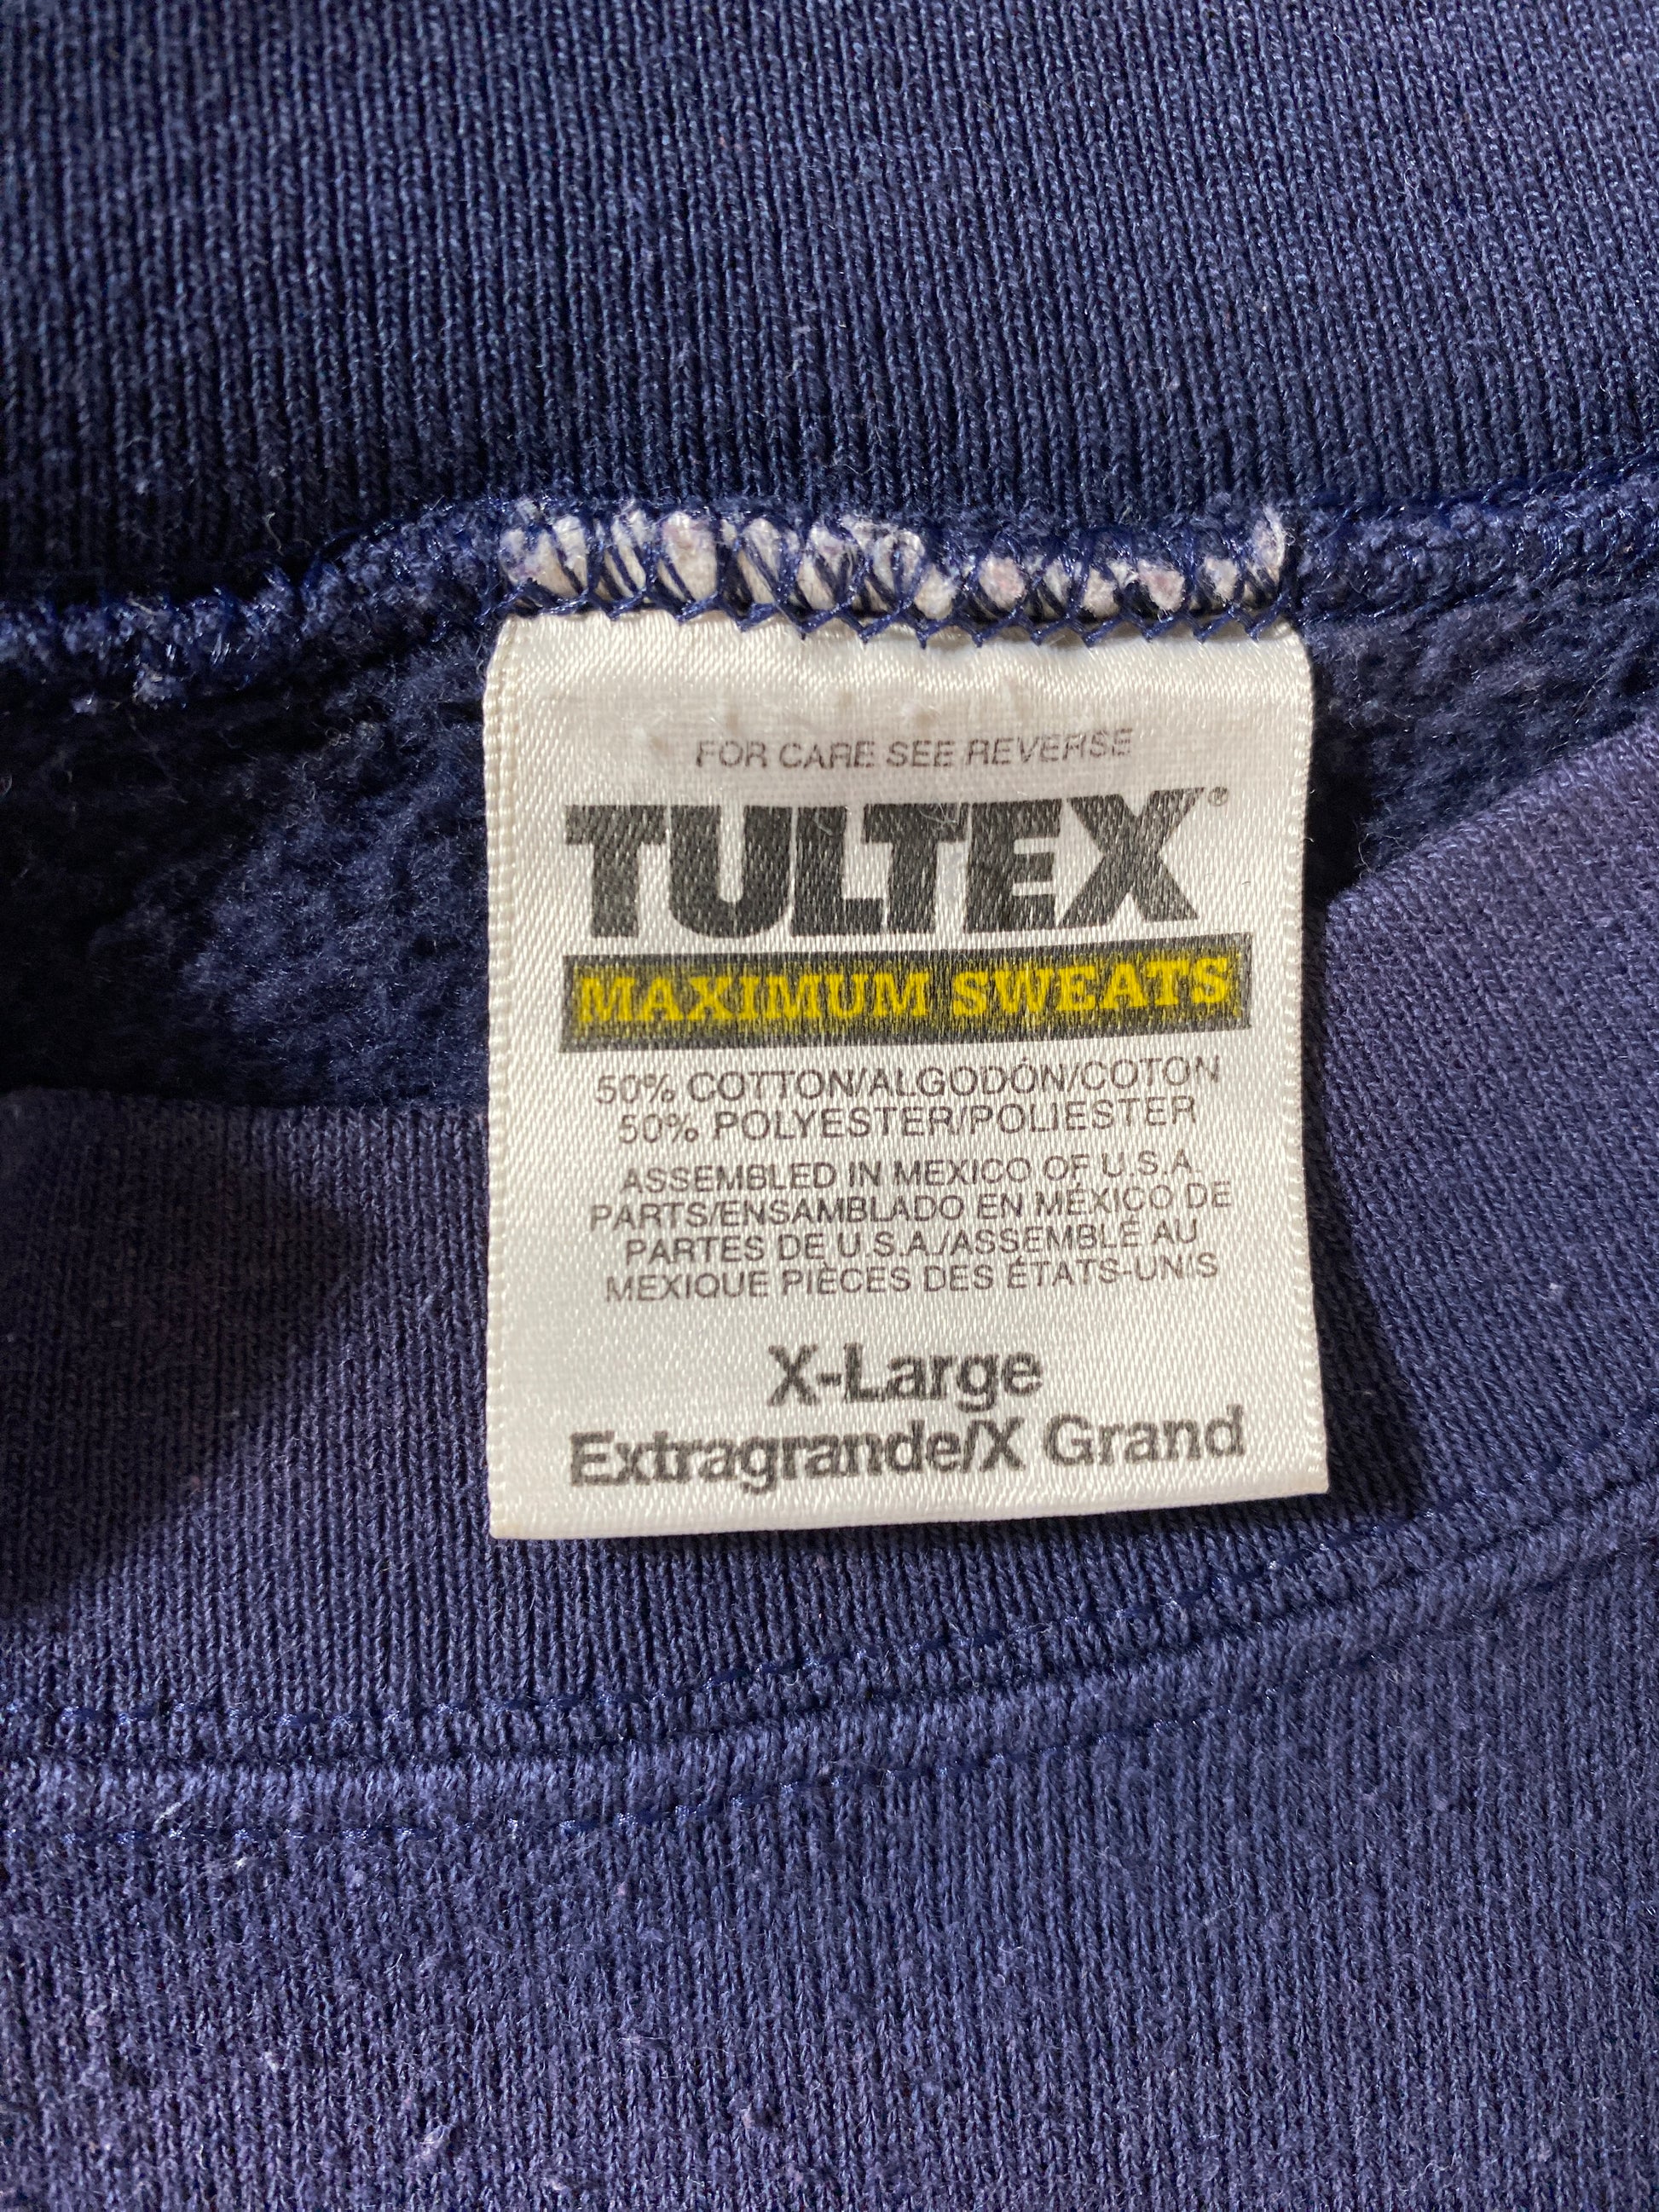 FOR CARE SEE REVERSE
TULTEX®
MAXIMUM SWEATS
50% COTTON/ALGODÓN/COTON
50% POLYESTER/POLIESTER
ASSEMBLED IN MEXICO OF U.S.A.
PARTS/ENSAMBLADO EN MÉXICO DE
PARTES DE U.S.A./ASSEMBLÉ AU
MEXIQUE PIÈCES DES ÉTATS-UNIS
X-Large
Extragrande/X Grand